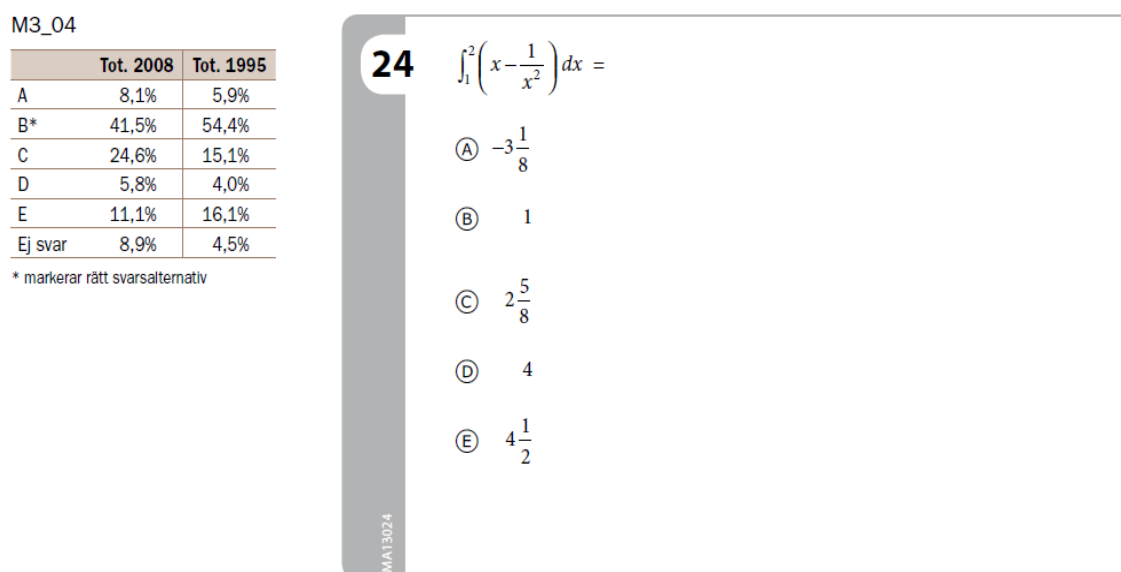 M3_04
Tot. 2008 Tot. 1995
A 8,1% 5,9%
B* 41,5% 54,4%
C 24,6% 15,1%
D 5,8% 4,0%
E 11,1% 16,1%
Ej svar 8,9% 4,5%
* markerar rätt svarsalternativ
24 ∫₁²(x − 1/x²) dx =
A −3 1/8
B 1
C 2 5/8
D 4
E 4 1/2
MA13024